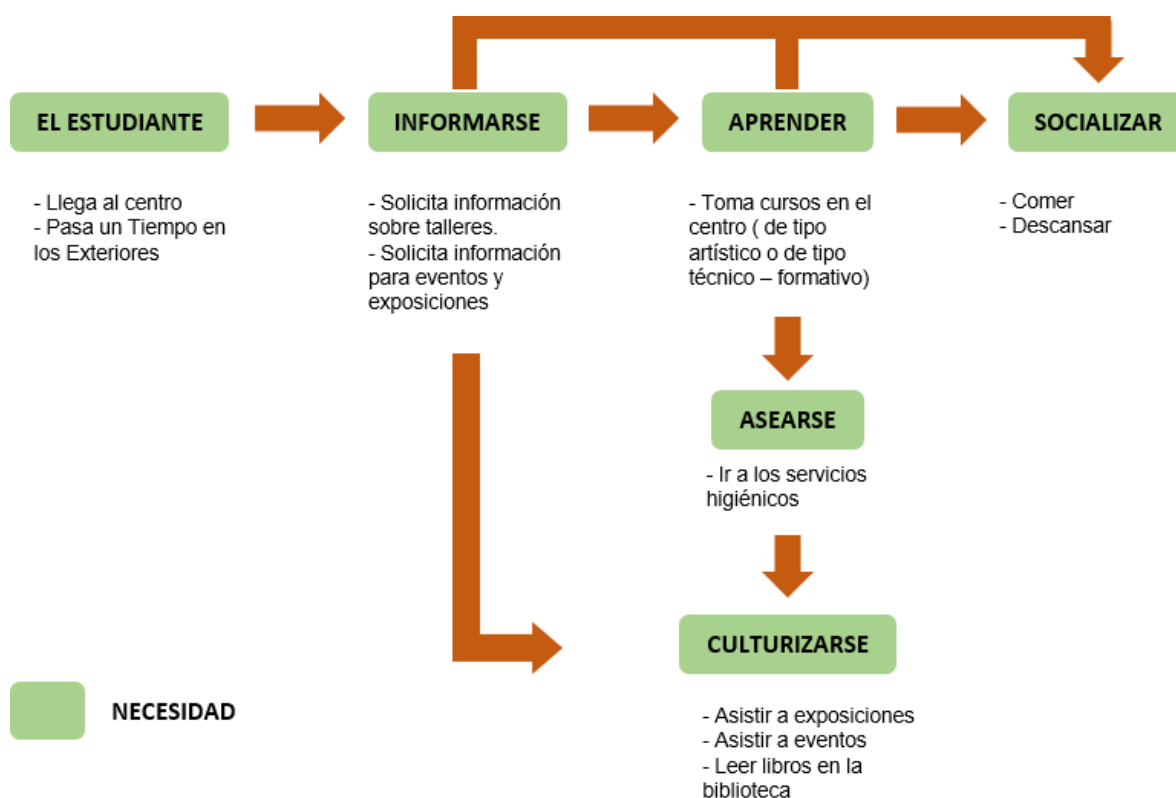 EL ESTUDIANTE
- Llega al centro
- Pasa un Tiempo en
los Exteriores
INFORMARSE
- Solicita información
sobre talleres.
- Solicita información
para eventos y
exposiciones
APRENDER
- Toma cursos en el
centro ( de tipo
artístico o de tipo
técnico – formativo)
SOCIALIZAR
- Comer
- Descansar
ASEARSE
- Ir a los servicios
higiénicos
CULTURIZARSE
- Asistir a exposiciones
- Asistir a eventos
- Leer libros en la
biblioteca
NECESIDAD